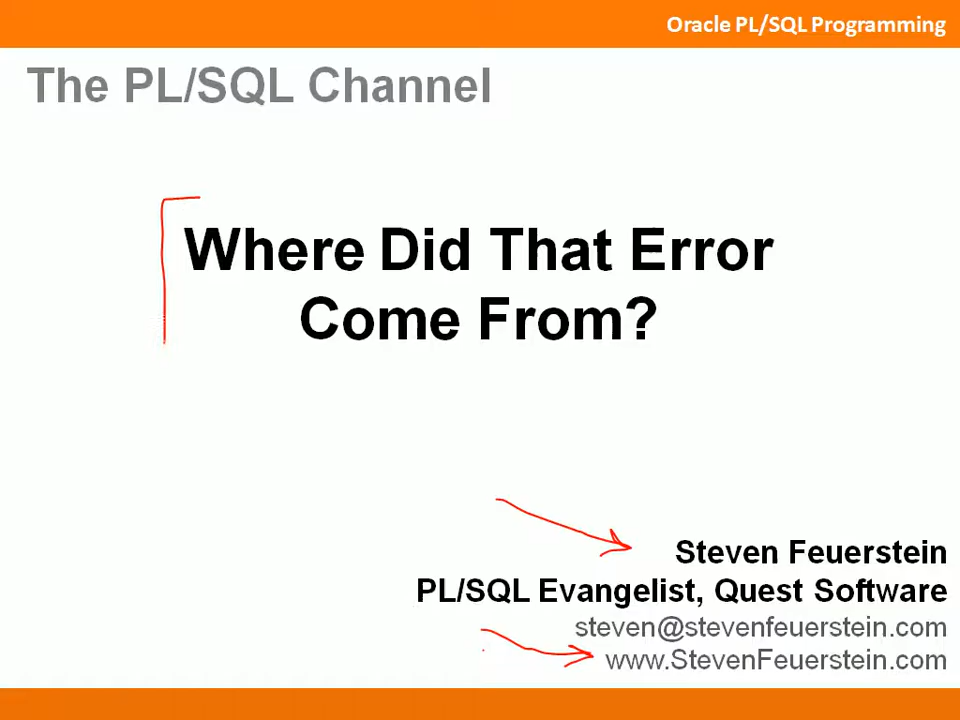 Oracle PL/SQL Programming
The PL/SQL Channel
Where Did That Error
Come From?
Steven Feuerstein
PL/SQL Evangelist, Quest Software
steven@stevenfeuerstein.com
www.StevenFeuerstein.com